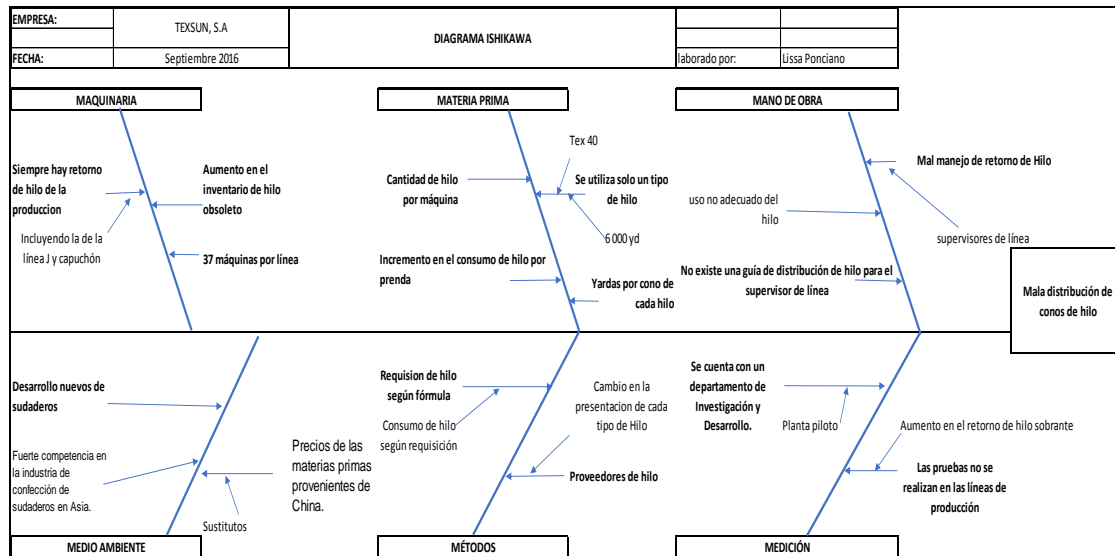 EMPRESA:
TEXSUN, S.A
DIAGRAMA ISHIKAWA
FECHA:
Septiembre 2016
laborado por:
Lissa Ponciano
MAQUINARIA
MATERIA PRIMA
MANO DE OBRA
Siempre hay retorno
de hilo de la
produccion
Incluyendo la de la
línea J y capuchón
Aumento en el
inventario de hilo
obsoleto
37 máquinas por línea
Tex 40
Cantidad de hilo
por máquina
Se utiliza solo un tipo
de hilo
6 000 yd
Incremento en el consumo de hilo por
prenda
Yardas por cono de
cada hilo
Mal manejo de retorno de Hilo
uso no adecuado del
hilo
supervisores de línea
No existe una guía de distribución de hilo para el
supervisor de línea
Mala distribución de
conos de hilo
Desarrollo nuevos de
sudaderos
Fuerte competencia en
la industria de
confección de
sudaderos en Asia.
Precios de las
materias primas
provenientes de
China.
Sustitutos
Requision de hilo
según fórmula
Consumo de hilo
según requisición
Cambio en la
presentacion de cada
tipo de Hilo
Proveedores de hilo
Se cuenta con un
departamento de
Investigación y
Desarrollo.
Planta piloto
Aumento en el retorno de hilo sobrante
Las pruebas no se
realizan en las líneas de
producción
MEDIO AMBIENTE
MÉTODOS
MEDICIÓN